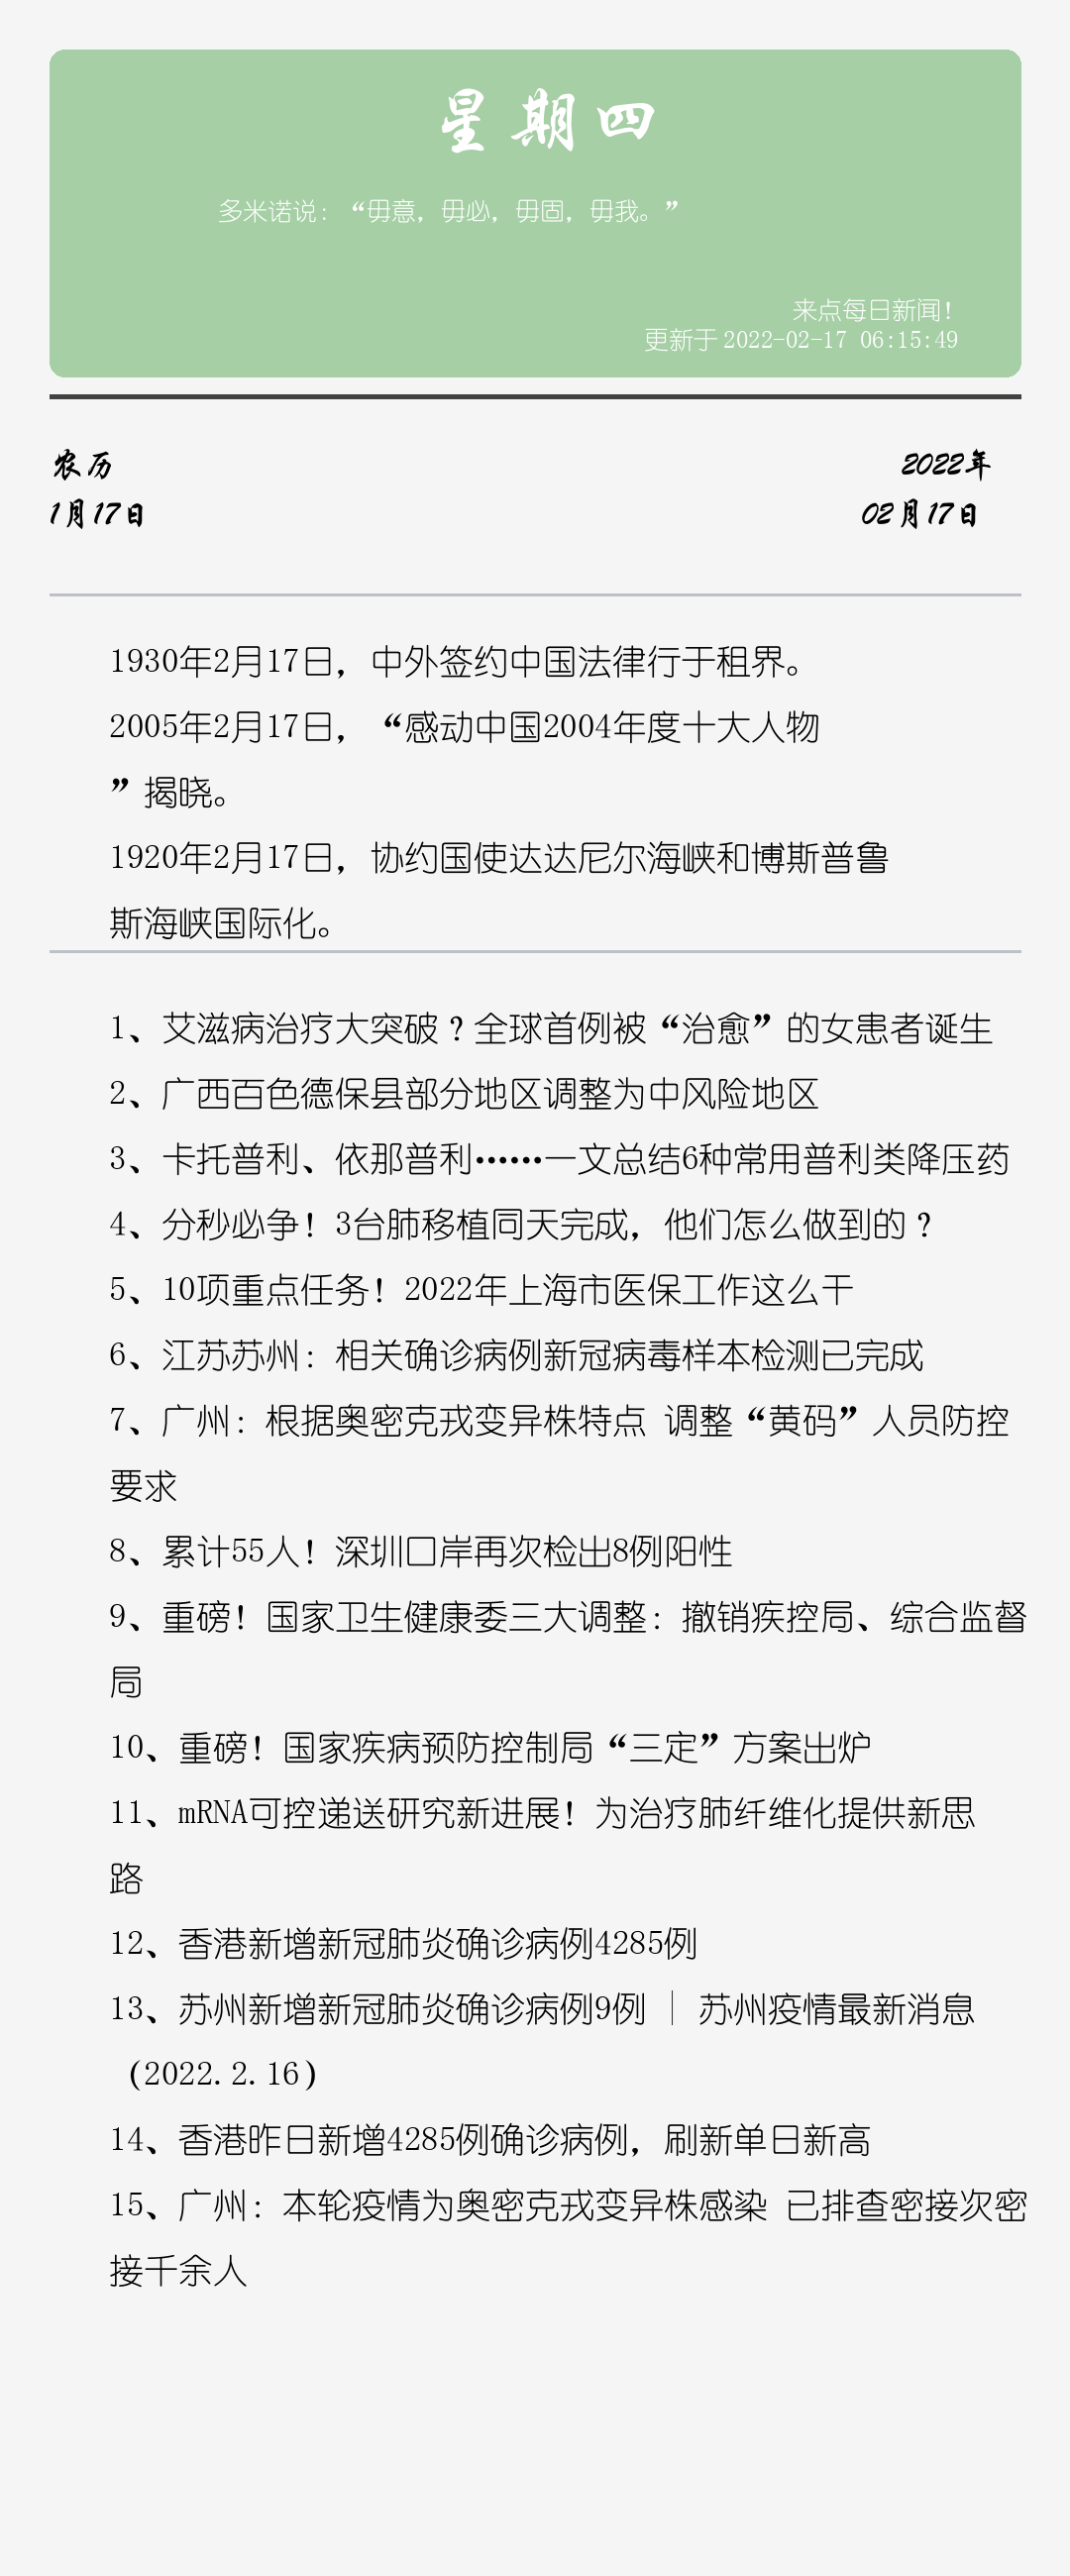 星期四
多米诺说：“毋意，毋必，毋固，毋我。”
来点每日新闻！
更新于 2022-02-17 06:15:49
农历
1月17日
2022年
02月17日
1930年2月17日，中外签约中国法律行于租界。
2005年2月17日，“感动中国2004年度十大人物
”揭晓。
1920年2月17日，协约国使达达尼尔海峡和博斯普鲁
斯海峡国际化。
1、艾滋病治疗大突破？全球首例被“治愈”的女患者诞生
2、广西百色德保县部分地区调整为中风险地区
3、卡托普利、依那普利……一文总结6种常用普利类降压药
4、分秒必争！3台肺移植同天完成，他们怎么做到的？
5、10项重点任务！2022年上海市医保工作这么干
6、江苏苏州：相关确诊病例新冠病毒样本检测已完成
7、广州：根据奥密克戎变异株特点 调整“黄码”人员防控
要求
8、累计55人！深圳口岸再次检出8例阳性
9、重磅！国家卫生健康委三大调整：撤销疾控局、综合监督
局
10、重磅！国家疾病预防控制局“三定”方案出炉
11、mRNA可控递送研究新进展！为治疗肺纤维化提供新思
路
12、香港新增新冠肺炎确诊病例4285例
13、苏州新增新冠肺炎确诊病例9例 ｜ 苏州疫情最新消息
（2022.2.16）
14、香港昨日新增4285例确诊病例，刷新单日新高
15、广州：本轮疫情为奥密克戎变异株感染 已排查密接次密
接千余人